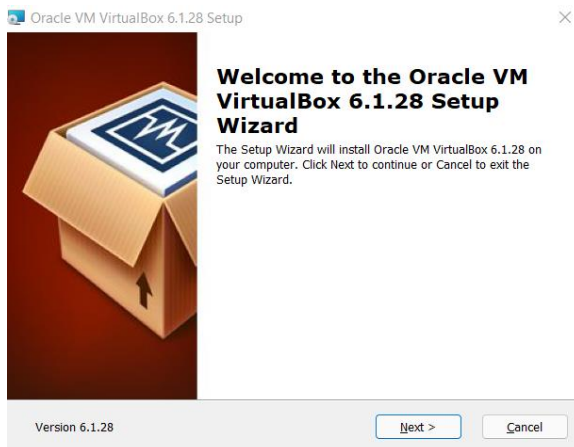 Oracle VM VirtualBox 6.1.28 Setup
Welcome to the Oracle VM
VirtualBox 6.1.28 Setup
Wizard
The Setup Wizard will install Oracle VM VirtualBox 6.1.28 on
your computer. Click Next to continue or Cancel to exit the
Setup Wizard.
Version 6.1.28
Next >
Cancel